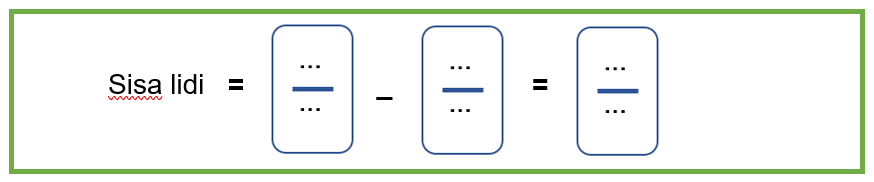 Sisa lidi = ... / ... – ... / ... = ... / ...